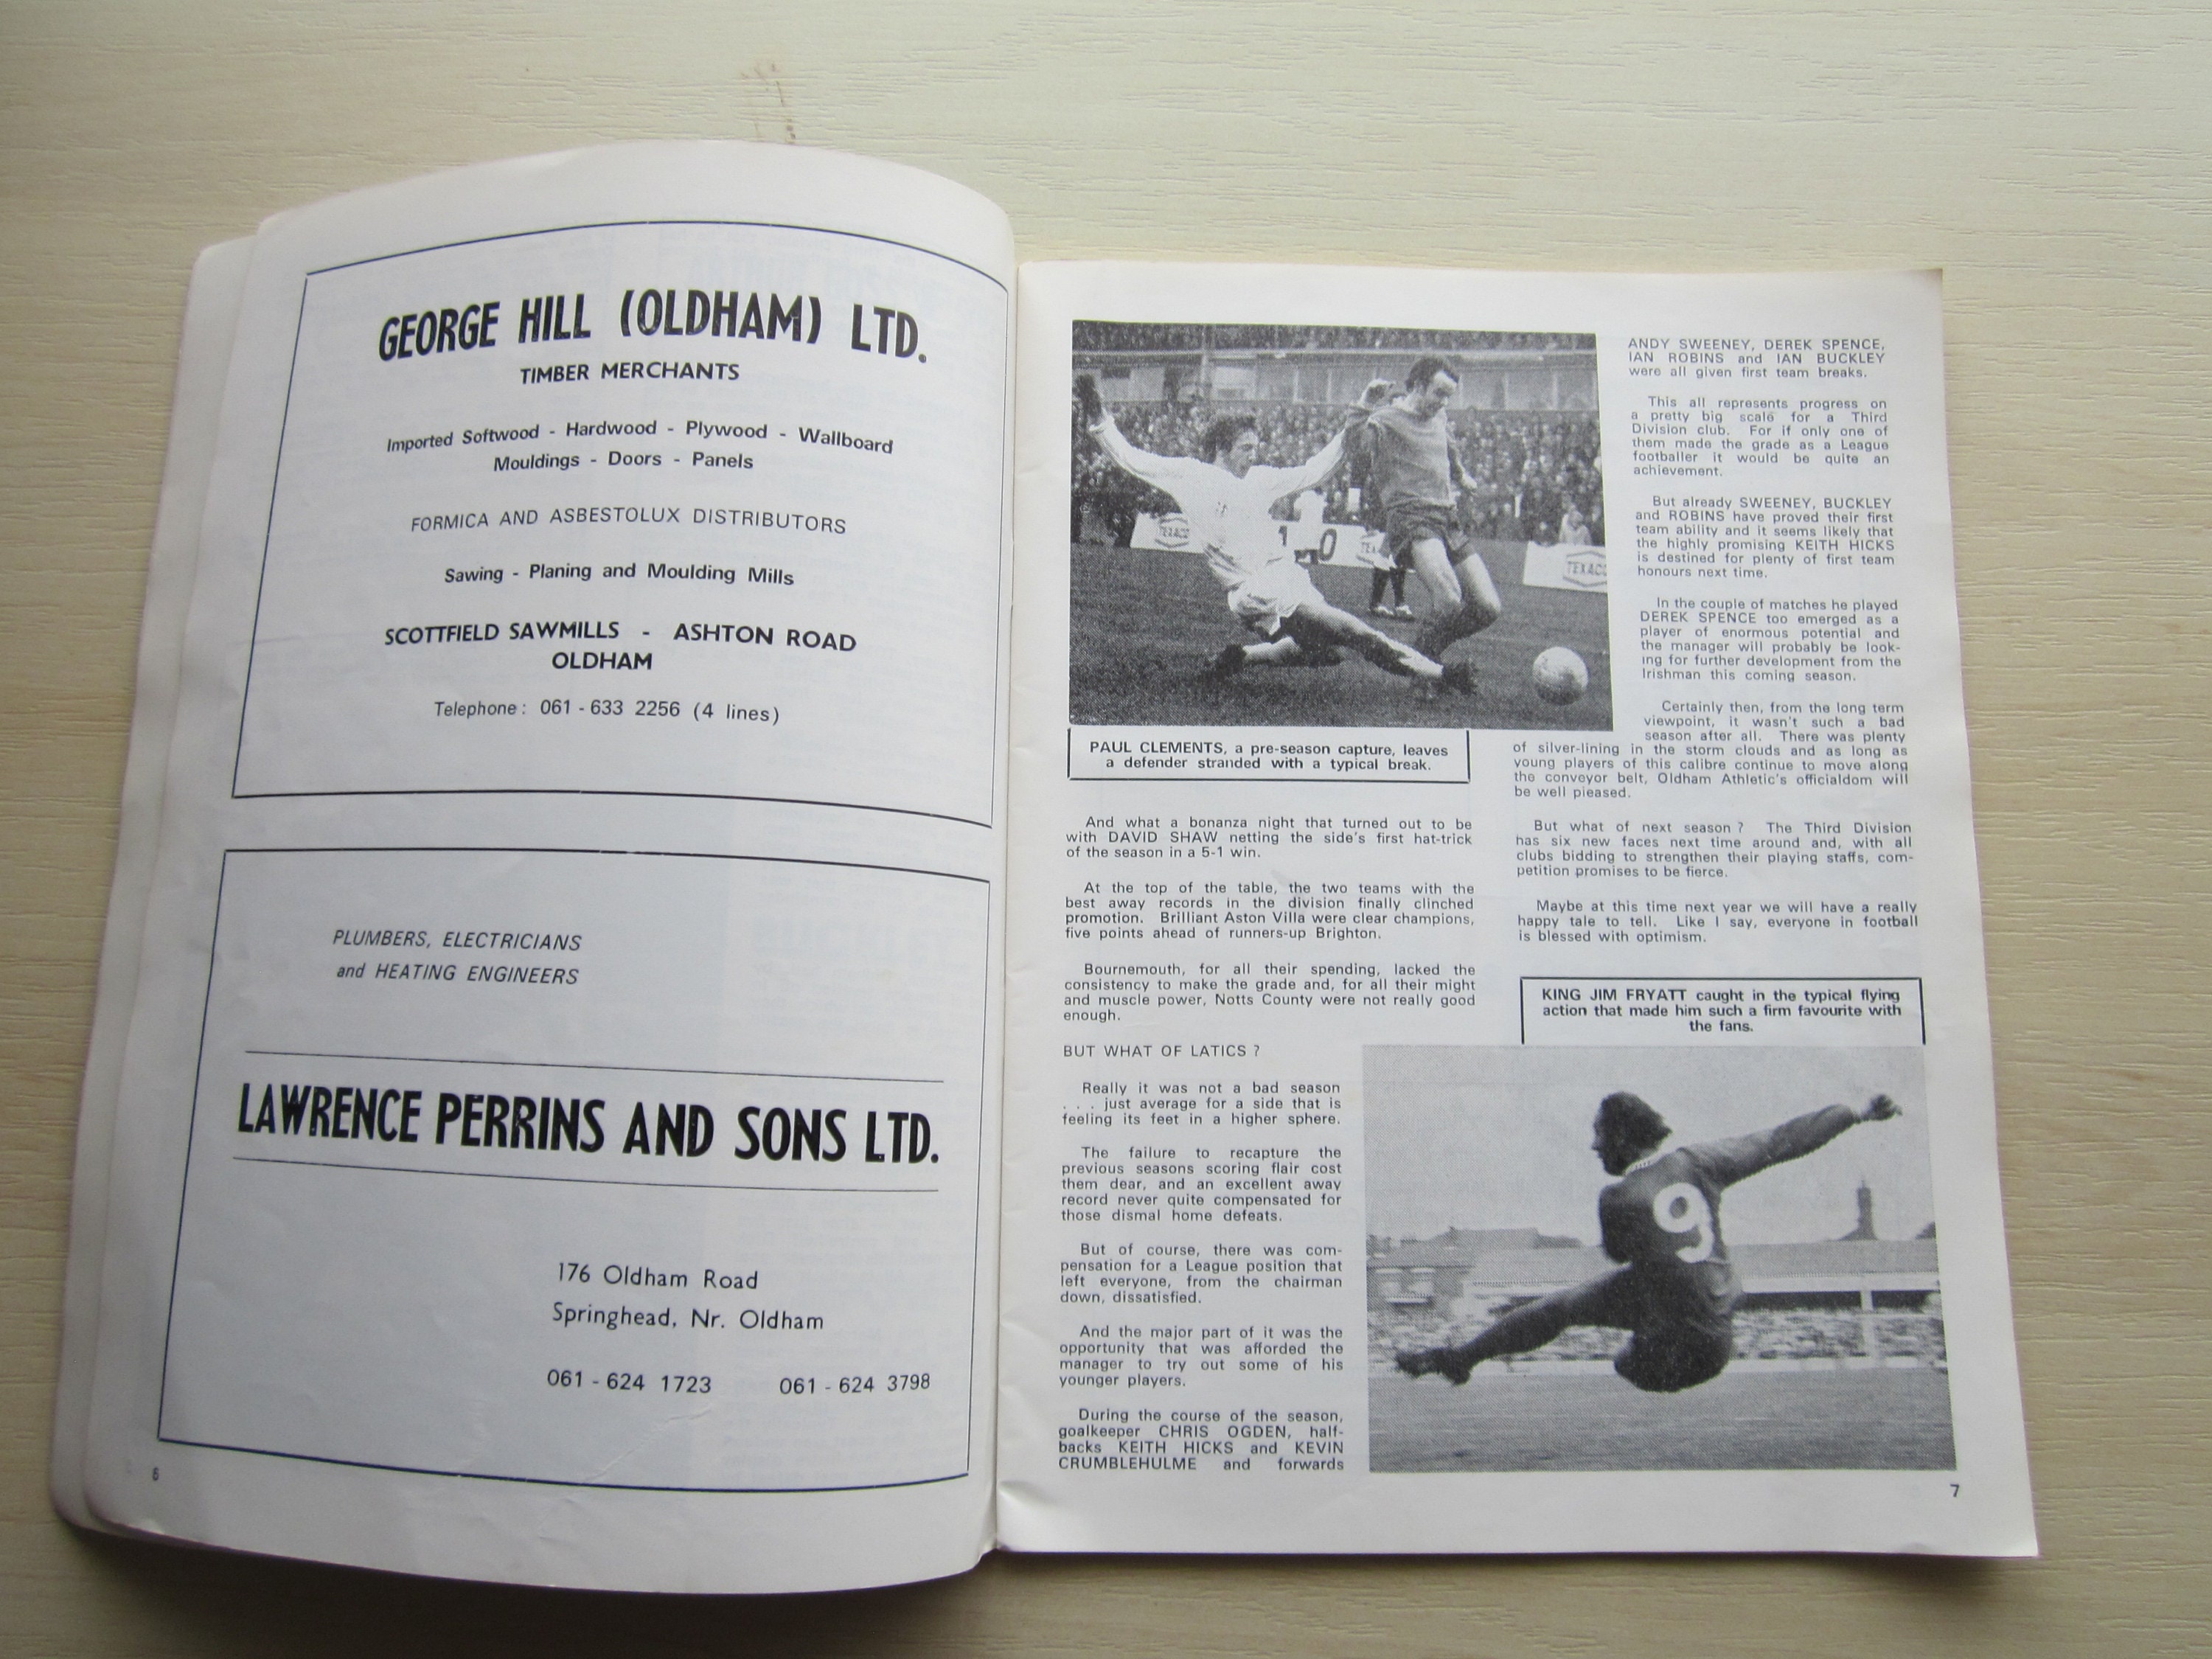 GEORGE HILL (OLDHAM) LTD.
TIMBER MERCHANTS
Imported Softwood - Hardwood - Plywood - Wallboard
Mouldings - Doors - Panels
FORMICA AND ASBESTOLUX DISTRIBUTORS
Sawing - Planing and Moulding Mills
SCOTTFIELD SAWMILLS - ASHTON ROAD
OLDHAM
Telephone: 061 - 633 2256 (4 lines)
PLUMBERS, ELECTRICIANS
and HEATING ENGINEERS
LAWRENCE PERRINS AND SONS LTD.
176 Oldham Road
Springhead, Nr. Oldham
061 - 624 1723 061 - 624 3798
6
TEXACO
1 0
TEXACO
PAUL CLEMENTS, a pre-season capture, leaves
a defender stranded with a typical break.
And what a bonanza night that turned out to be
with DAVID SHAW netting the side's first hat-trick
of the season in a 5-1 win.
At the top of the table, the two teams with the
best away records in the division finally clinched
promotion. Brilliant Aston Villa were clear champions,
five points ahead of runners-up Brighton.
Bournemouth, for all their spending, lacked the
consistency to make the grade and, for all their might
and muscle power, Notts County were not really good
enough.
BUT WHAT OF LATICS ?
Really it was not a bad season
. . . just average for a side that is
feeling its feet in a higher sphere.
The failure to recapture the
previous seasons scoring flair cost
them dear, and an excellent away
record never quite compensated for
those dismal home defeats.
But of course, there was com-
pensation for a League position that
left everyone, from the chairman
down, dissatisfied.
And the major part of it was the
opportunity that was afforded the
manager to try out some of his
younger players.
During the course of the season,
goalkeeper CHRIS OGDEN, half-
backs KEITH HICKS and KEVIN
CRUMBLEHULME and forwards
ANDY SWEENEY, DEREK SPENCE,
IAN ROBINS and IAN BUCKLEY
were all given first team breaks.
This all represents progress on
a pretty big scale for a Third
Division club. For if only one of
them made the grade as a League
footballer it would be quite an
achievement.
But already SWEENEY, BUCKLEY
and ROBINS have proved their first
team ability and it seems likely that
the highly promising KEITH HICKS
is destined for plenty of first team
honours next time.
In the couple of matches he played
DEREK SPENCE too emerged as a
player of enormous potential and
the manager will probably be look-
ing for further development from the
Irishman this coming season.
Certainly then, from the long term
viewpoint, it wasn't such a bad
season after all. There was plenty
of silver-lining in the storm clouds and as long as
young players of this calibre continue to move along
the conveyor belt, Oldham Athletic's officialdom will
be well pleased.
But what of next season ? The Third Division
has six new faces next time around and, with all
clubs bidding to strengthen their playing staffs, com-
petition promises to be fierce.
Maybe at this time next year we will have a really
happy tale to tell. Like I say, everyone in football
is blessed with optimism.
KING JIM FRYATT caught in the typical flying
action that made him such a firm favourite with
the fans.
9
7